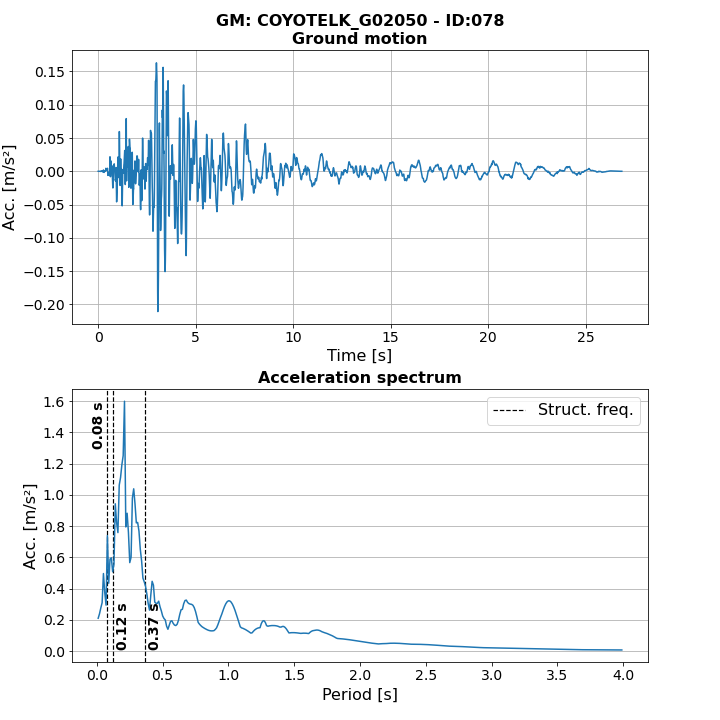 GM: COYOTELK_G02050 - ID:078
Ground motion
Acc. [m/s²]
0.15
0.10
0.05
0.00
−0.05
−0.10
−0.15
−0.20
0 5 10 15 20 25
Time [s]
Acceleration spectrum
Acc. [m/s²]
1.6
1.4
1.2
1.0
0.8
0.6
0.4
0.2
0.0
0.08 s
0.12 s
0.37 s
Struct. freq.
0.0 0.5 1.0 1.5 2.0 2.5 3.0 3.5 4.0
Period [s]